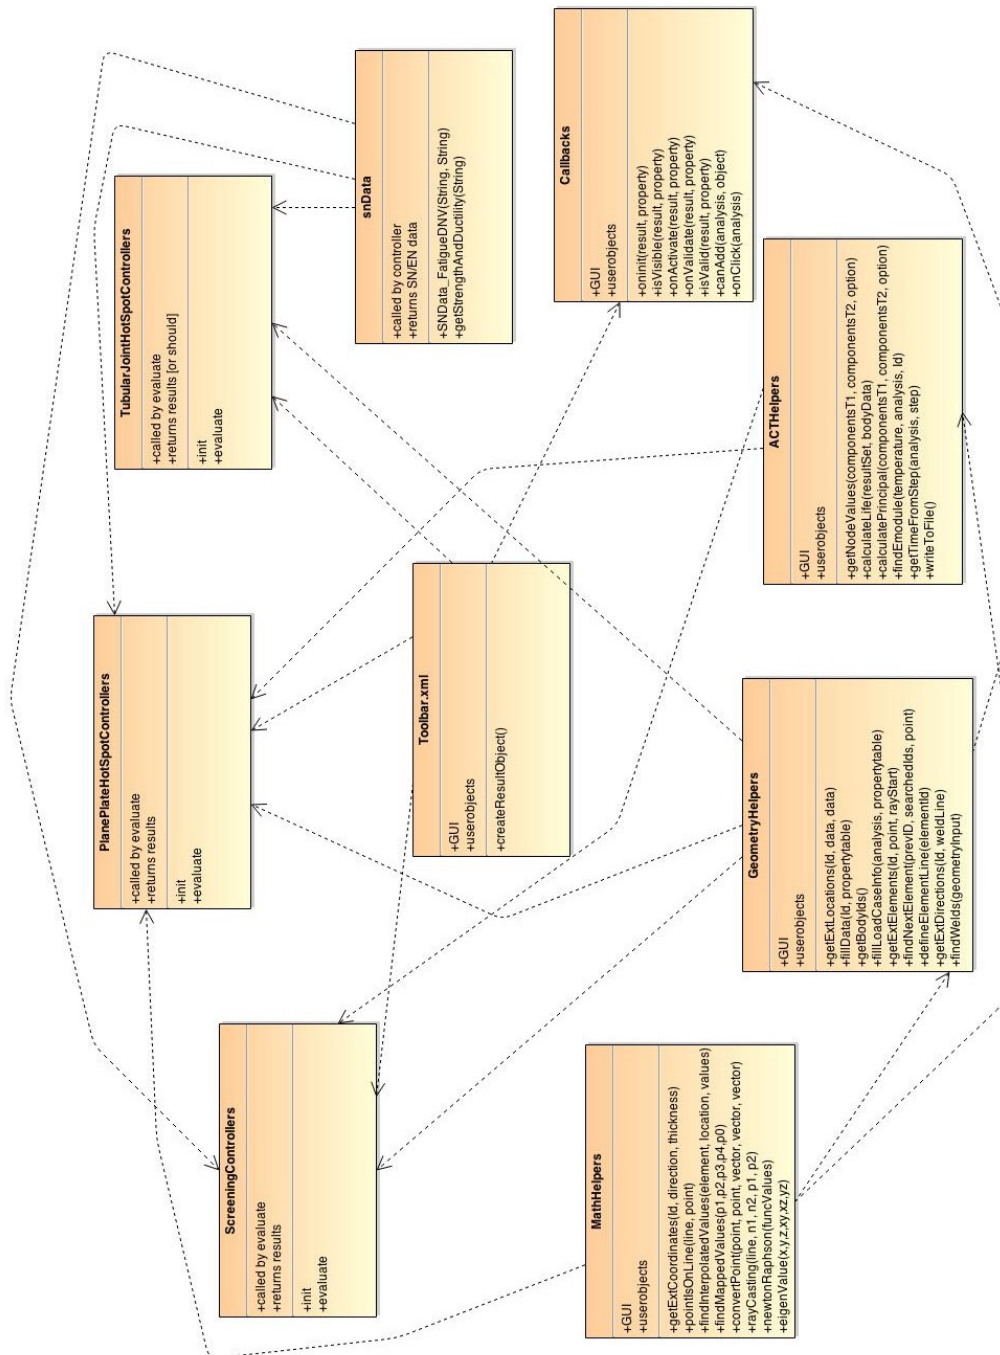 ScreeningControllers
+called by evaluate
+returns results
+init
+evaluate
PlanePlateHotSpotControllers
+called by evaluate
+returns results
+init
+evaluate
TubularJointHotSpotControllers
+called by evaluate
+returns results [or should]
+init
+evaluate
snData
+called by controller
+returns SN/EN data
+SNData_FatigueDNV(String, String)
+getStrengthAndDuctility(String)
Toolbar.xml
+GUI
+userobjects
+createResultObject()
Callbacks
+GUI
+userobjects
+oninit(result, property)
+isVisible(result, property)
+onActivate(result, property)
+onValidate(result, property)
+isValid(result, property)
+canAdd(analysis, object)
+onClick(analysis)
MathHelpers
+GUI
+userobjects
+getExtCoordinates(Id, direction, thickness)
+pointIsOnLine(line, point)
+findInterpolatedValues(element, location, values)
+findMappedValues(p1,p2,p3,p4,p0)
+convertPoint(point, point, vector, vector, vector)
+rayCasting(line, n1, n2, p1, p2)
+newtonRaphson(funcValues)
+eigenValue(x,y,z,xy,xz,yz)
GeometryHelpers
+GUI
+userobjects
+getExtLocations(Id, data, data)
+fillData(Id, propertytable)
+getBodyIds()
+fillLoadCaseInfo(analysis, propertytable)
+getExtElements(Id, point, rayStart)
+findNextElement(prevID, searchedIds, point)
+defineElementLine(elementId)
+getExtDirections(Id, weldLine)
+findWeIds(geometryInput)
ACTHelpers
+GUI
+userobjects
+getNodeValues(componentsT1, componentsT2, option)
+calculateLife(resultSet, bodyData)
+calculatePrincipal(componentsT1, componentsT2, option)
+findEmodule(temperature, analysis, Id)
+getTimeFromStep(analysis, step)
+writeToFile()